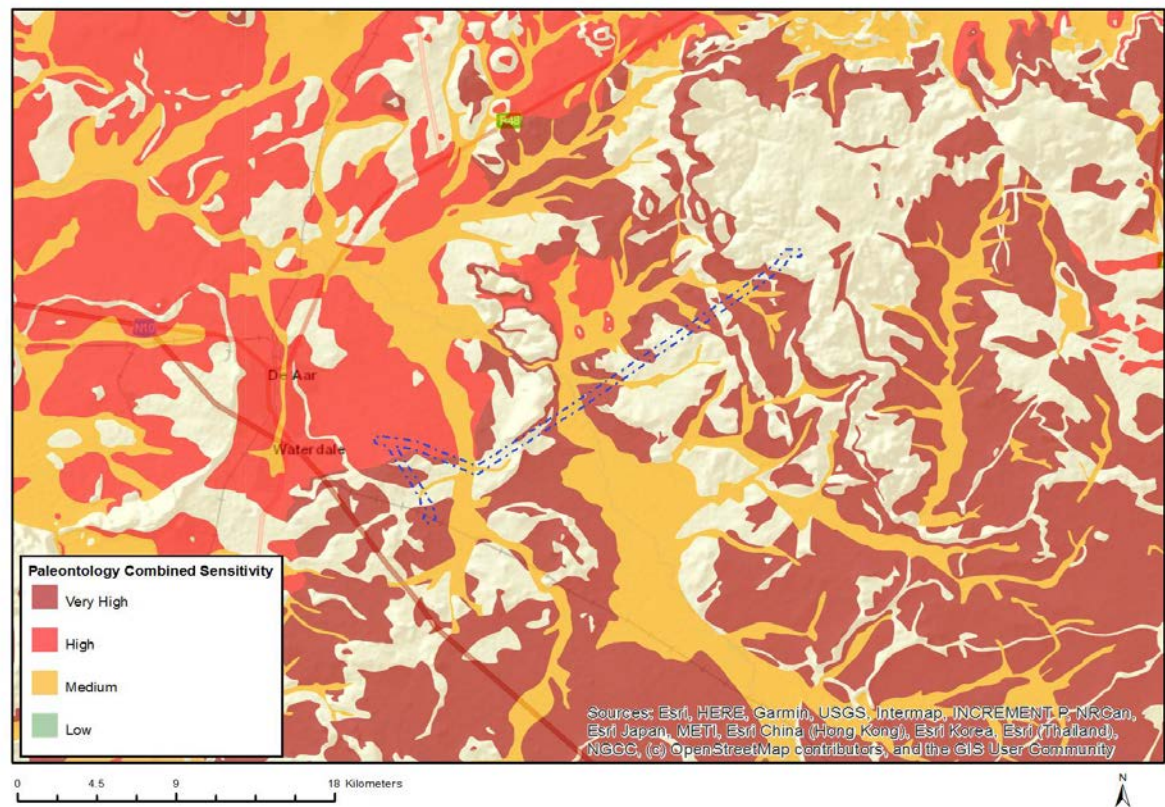 N10
De Aar
Waterdale
Paleontology Combined Sensitivity
Very High
High
Medium
Low
Sources: Esri, HERE, Garmin, USGS, Intermap, INCREMENT P, NRCan,
Esri Japan, METI, Esri China (Hong Kong), Esri Korea, Esri (Thailand),
NGCC, (c) OpenStreetMap contributors, and the GIS User Community
0 4.5 9 18 Kilometers
N